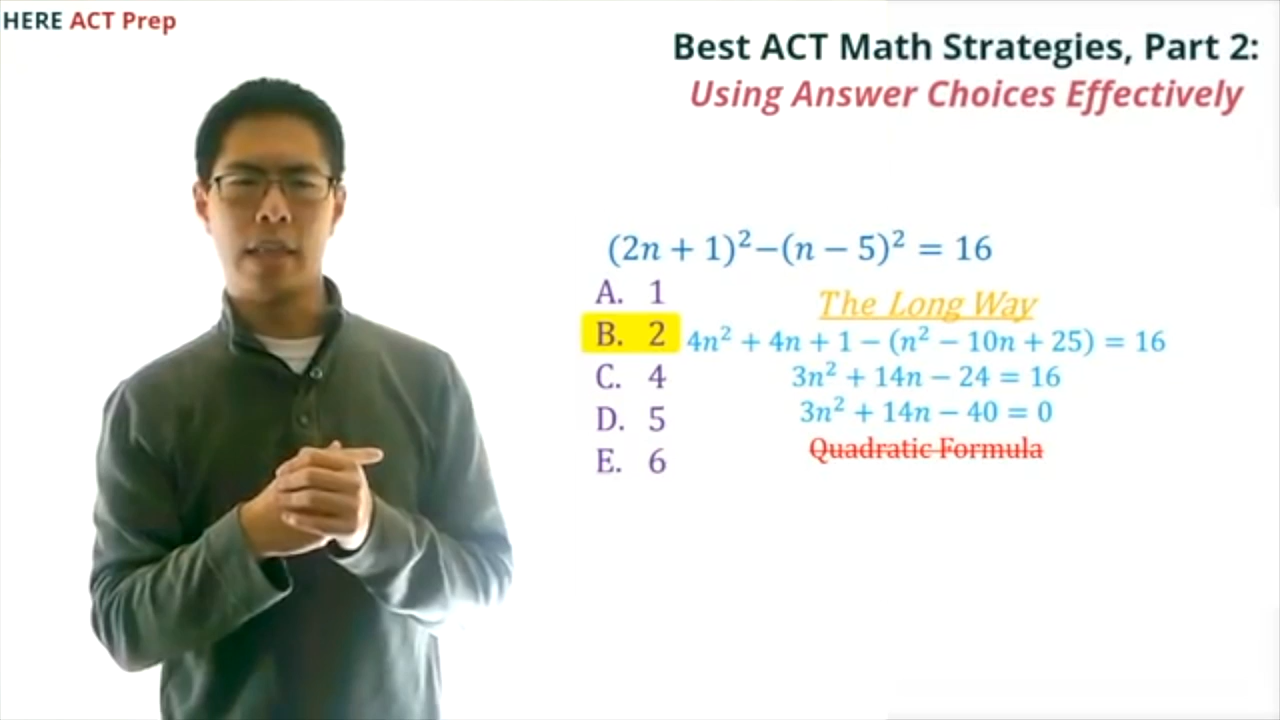 HERE ACT Prep
Best ACT Math Strategies, Part 2:
Using Answer Choices Effectively
(2n + 1)²−(n − 5)² = 16
A. 1
B. 2
C. 4
D. 5
E. 6
The Long Way
4n² + 4n + 1 − (n² − 10n + 25) = 16
3n² + 14n − 24 = 16
3n² + 14n − 40 = 0
Quadratic Formula